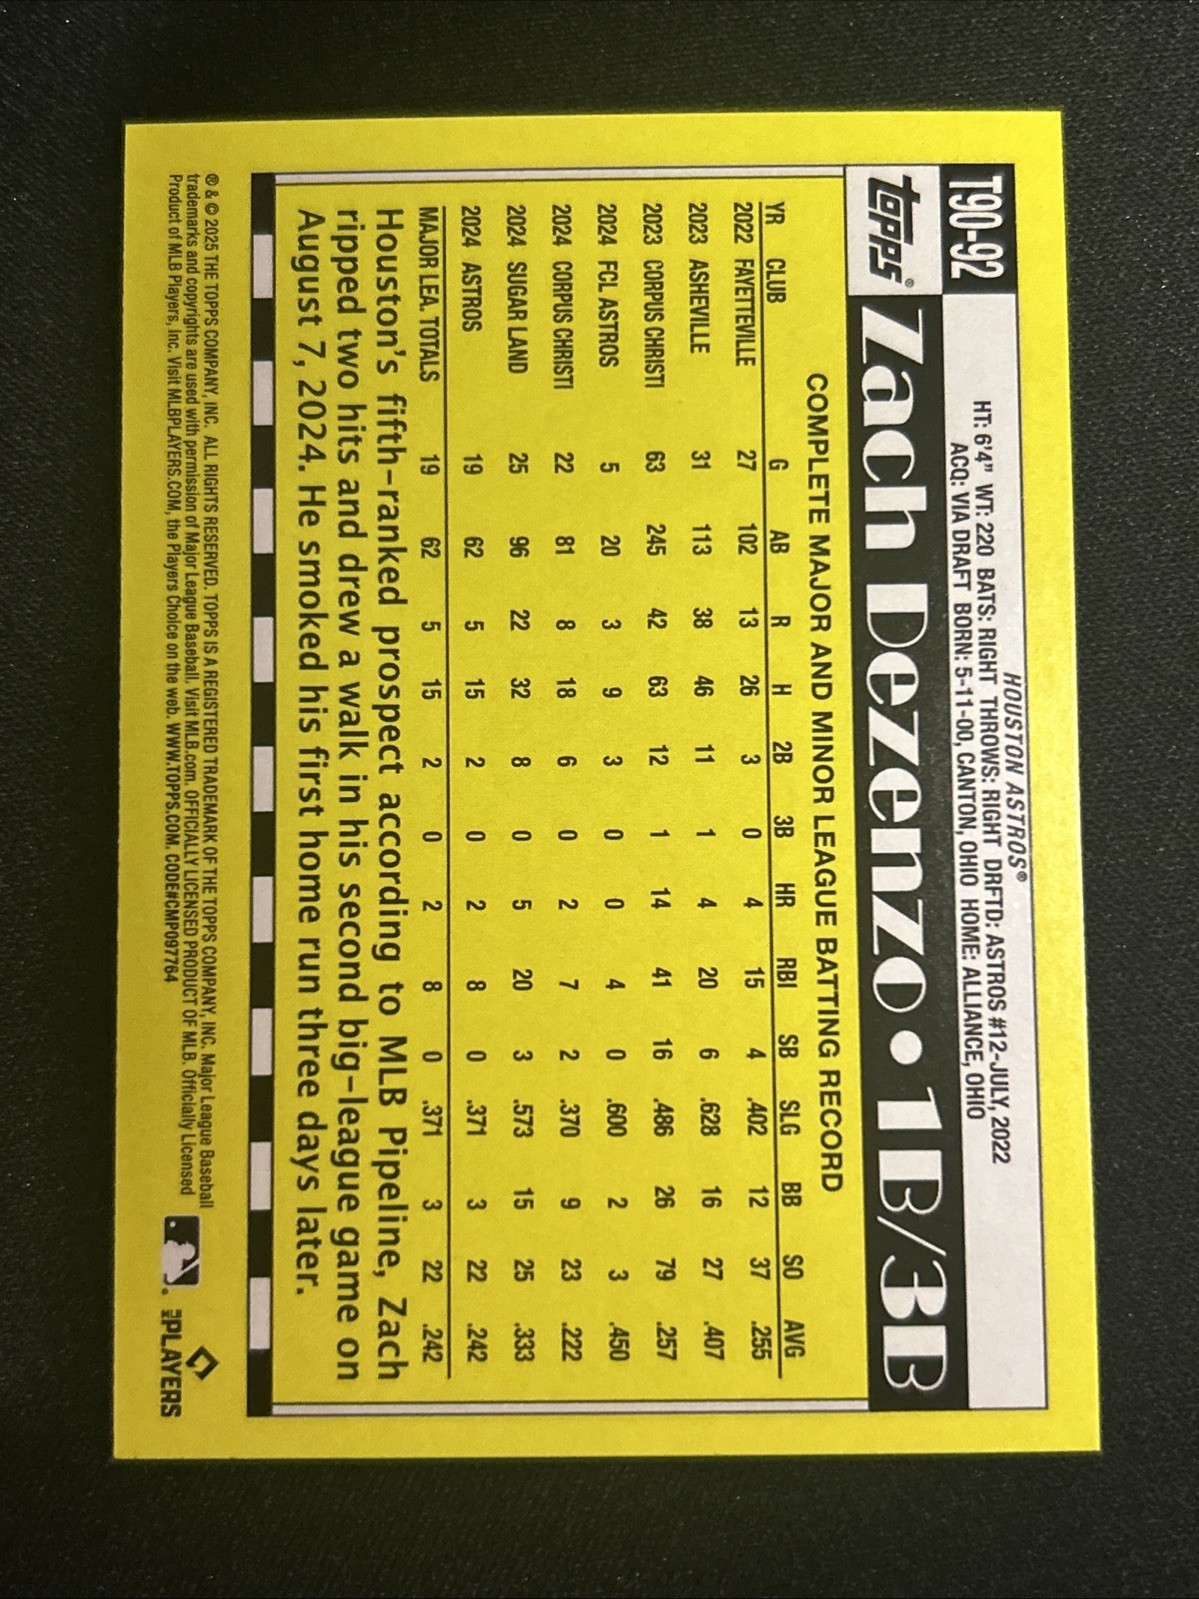 T90-92
HOUSTON ASTROS®
HT: 6'4" WT: 220 BATS: RIGHT THROWS: RIGHT DRFTD: ASTROS #12-JULY, 2022
ACQ: VIA DRAFT BORN: 5-11-00, CANTON, OHIO HOME: ALLIANCE, OHIO
topps® Zach Dezenzo • 1B/3B
COMPLETE MAJOR AND MINOR LEAGUE BATTING RECORD
YR CLUB G AB R H 2B 3B HR RBI SB SLG BB SO AVG
2022 FAYETTEVILLE 27 102 13 26 3 0 4 15 4 .402 12 37 .255
2023 ASHEVILLE 31 113 38 46 11 1 4 20 6 .628 16 27 .407
2023 CORPUS CHRISTI 63 245 42 63 12 1 14 41 16 .486 26 79 .257
2024 FCL ASTROS 5 20 3 9 3 0 0 4 0 .600 2 3 .450
2024 CORPUS CHRISTI 22 81 8 18 6 0 2 7 2 .370 9 23 .222
2024 SUGAR LAND 25 96 22 32 8 0 5 20 3 .573 15 25 .333
2024 ASTROS 19 62 5 15 2 0 2 8 0 .371 3 22 .242
MAJOR LEA. TOTALS 19 62 5 15 2 0 2 8 0 .371 3 22 .242
Houston's fifth-ranked prospect according to MLB Pipeline, Zach
ripped two hits and drew a walk in his second big-league game on
August 7, 2024. He smoked his first home run three days later.
® & © 2025 THE TOPPS COMPANY, INC. ALL RIGHTS RESERVED. TOPPS IS A REGISTERED TRADEMARK OF THE TOPPS COMPANY, INC. Major League Baseball
trademarks and copyrights are used with permission of Major League Baseball. Visit MLB.com. OFFICIALLY LICENSED PRODUCT OF MLB. Officially Licensed
Product of MLB Players, Inc. Visit MLBPLAYERS.COM, the Players Choice on the web. WWW.TOPPS.COM. CODE#CMP097764
MLB PLAYERS